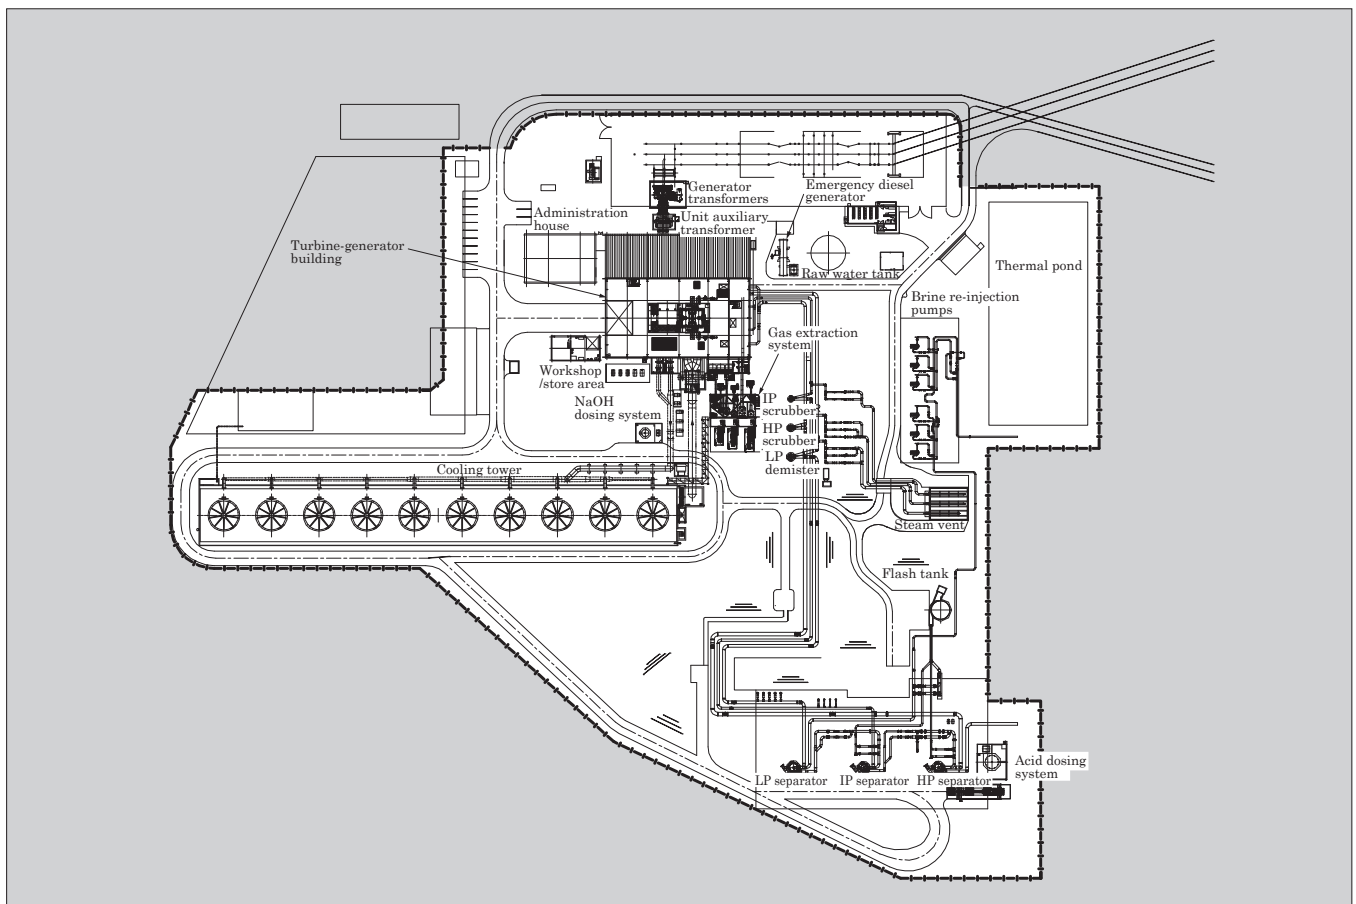 Generator
transformers
Emergency diesel
generator
Administration
house
Unit auxiliary
transformer
Turbine-generator
building
Raw water tank
Thermal pond
Brine re-injection
pumps
Gas extraction
system
Workshop
/store area
NaOH
dosing system
IP
scrubber
HP
scrubber
LP
demister
Cooling tower
Steam vent
Flash tank
LP separator
IP separator
HP separator
Acid dosing
system